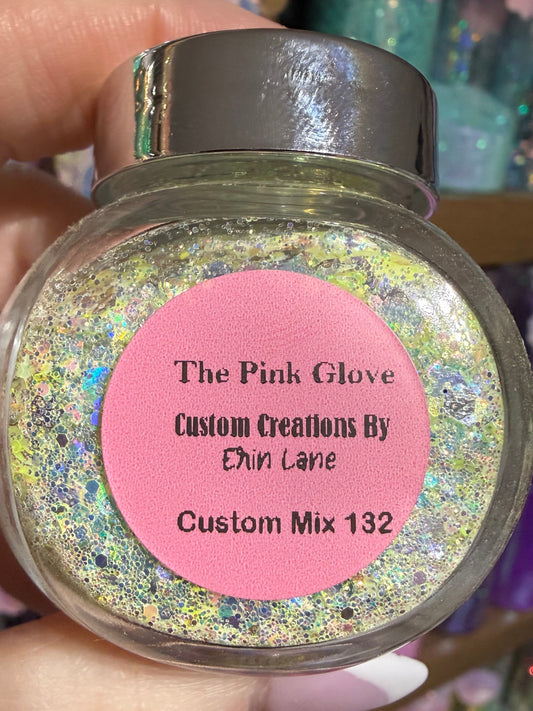 The Pink Glove
Custom Creations By
Erin Lane
Custom Mix 132